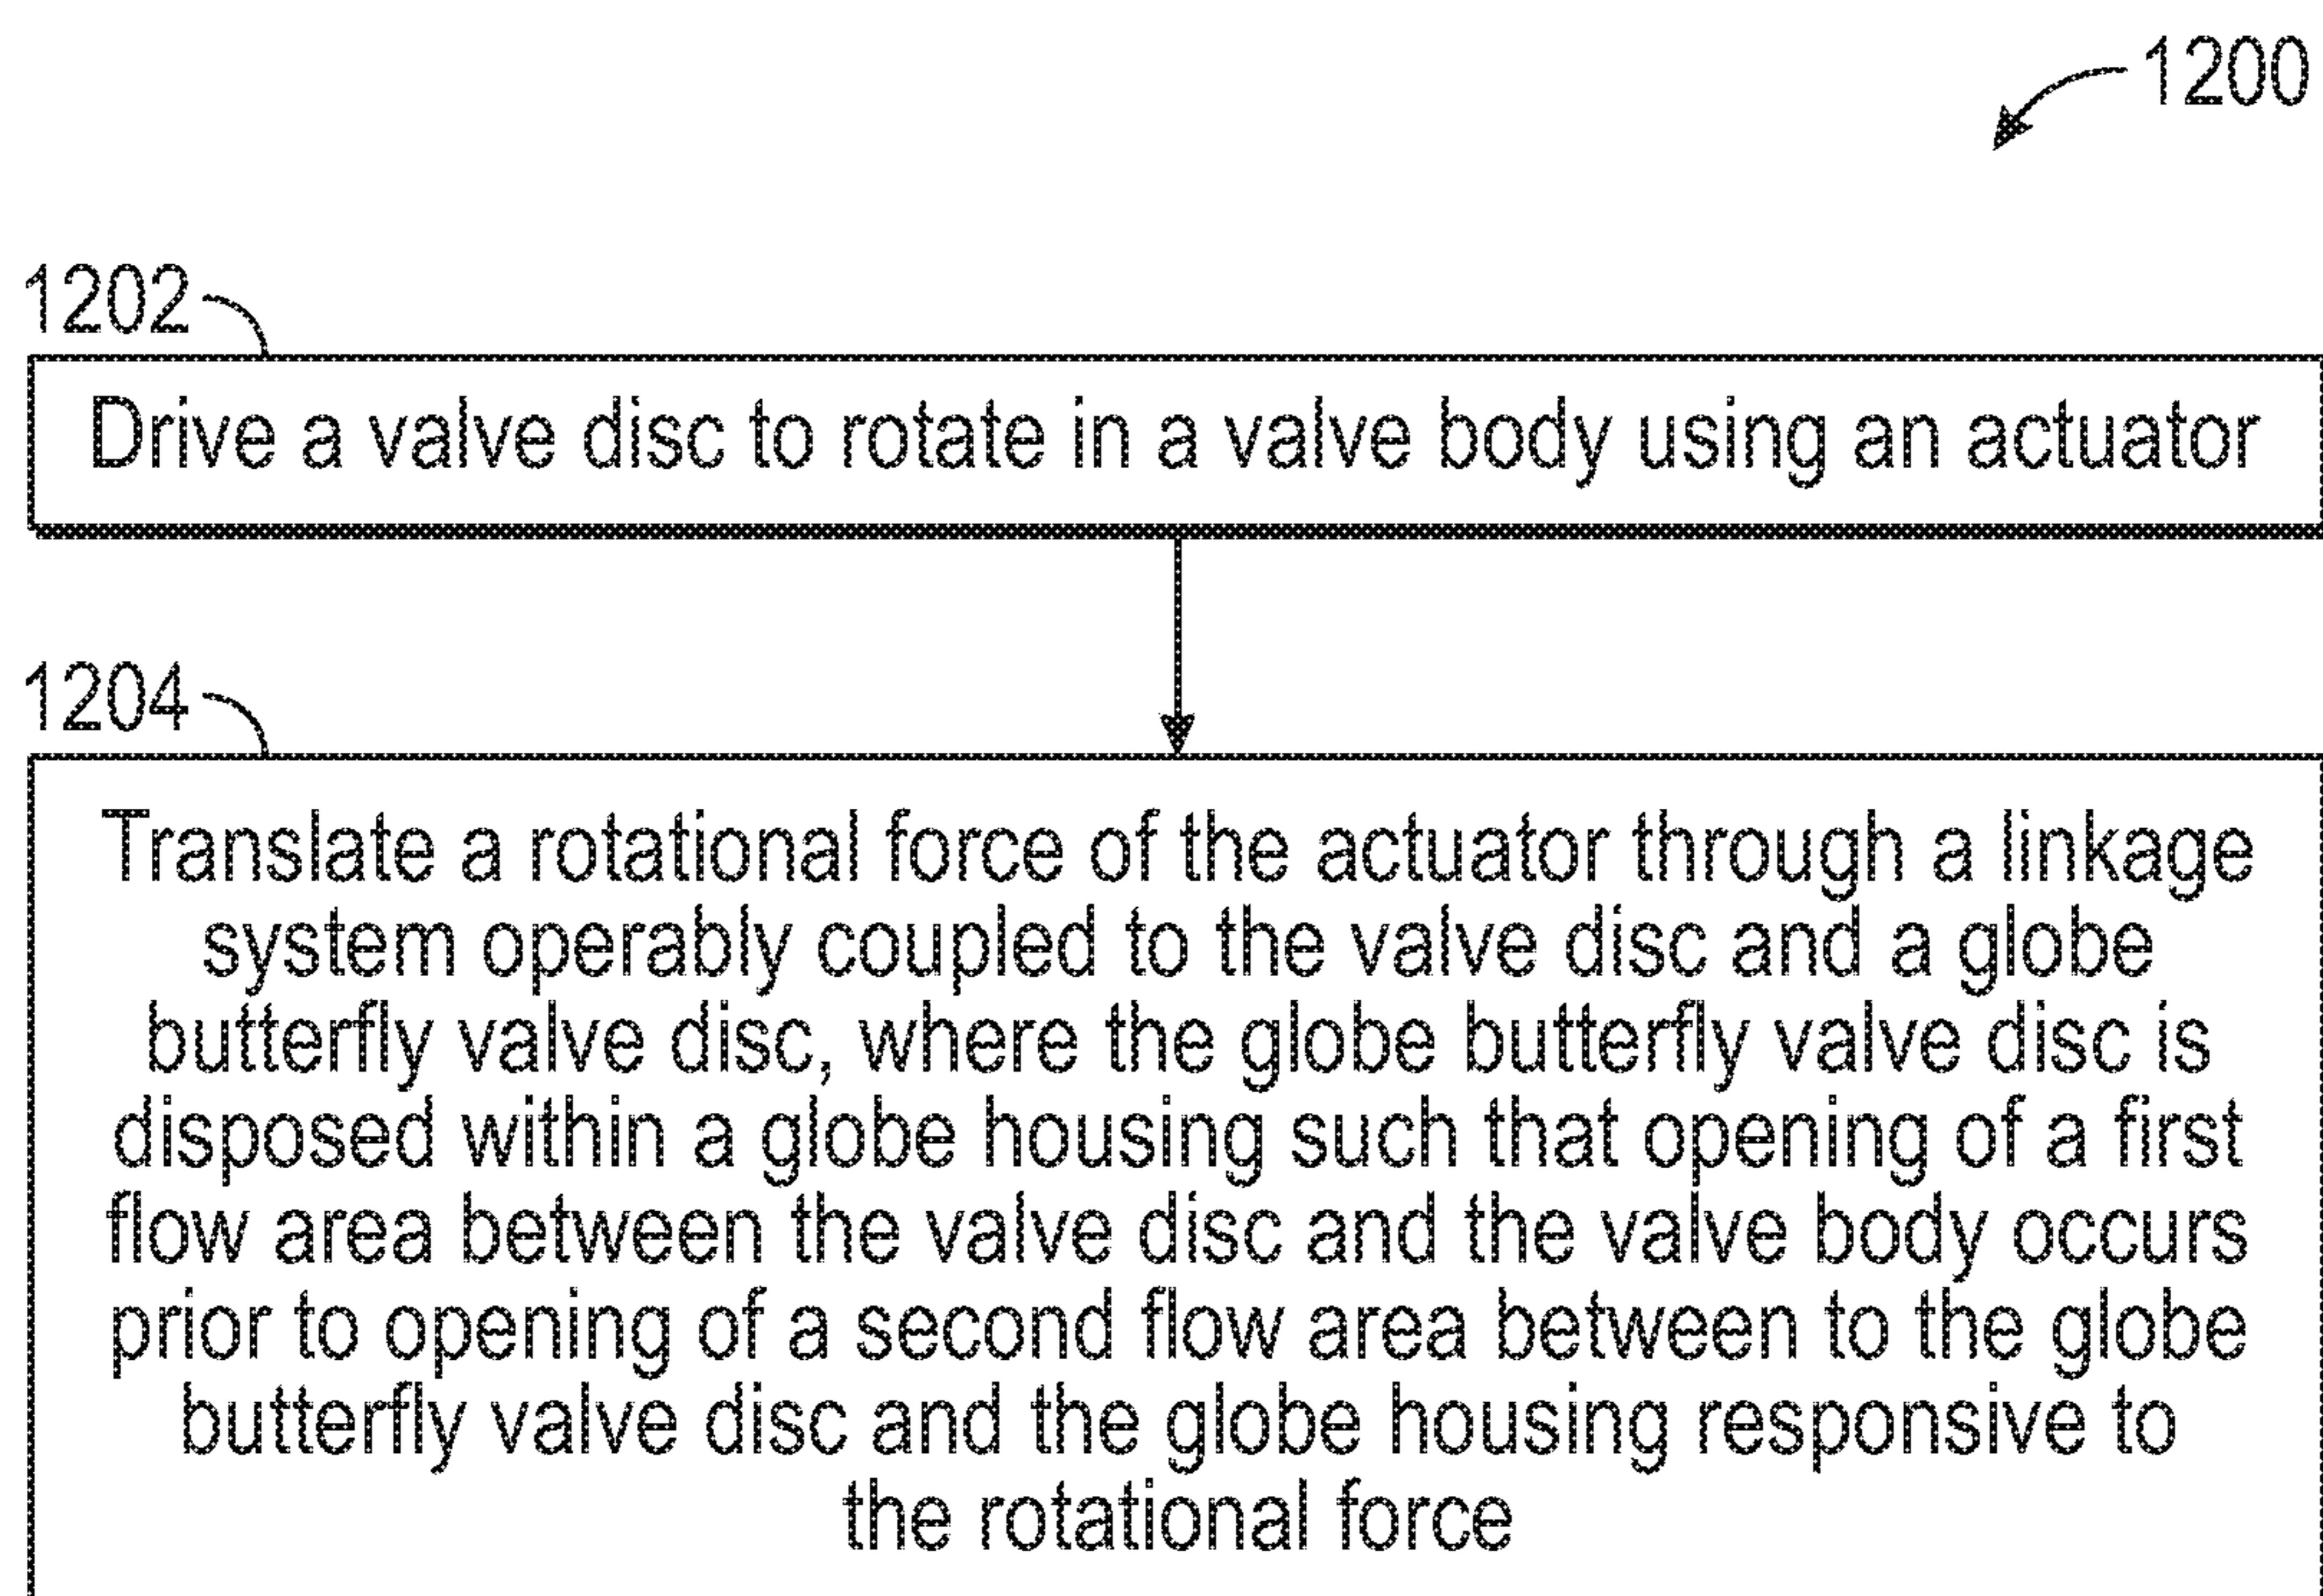 1200
1202
Drive a valve disc to rotate in a valve body using an actuator
1204
Translate a rotational force of the actuator through a linkage
system operably coupled to the valve disc and a globe
butterfly valve disc, where the globe butterfly valve disc is
disposed within a globe housing such that opening of a first
flow area between the valve disc and the valve body occurs
prior to opening of a second flow area between to the globe
butterfly valve disc and the globe housing responsive to
the rotational force